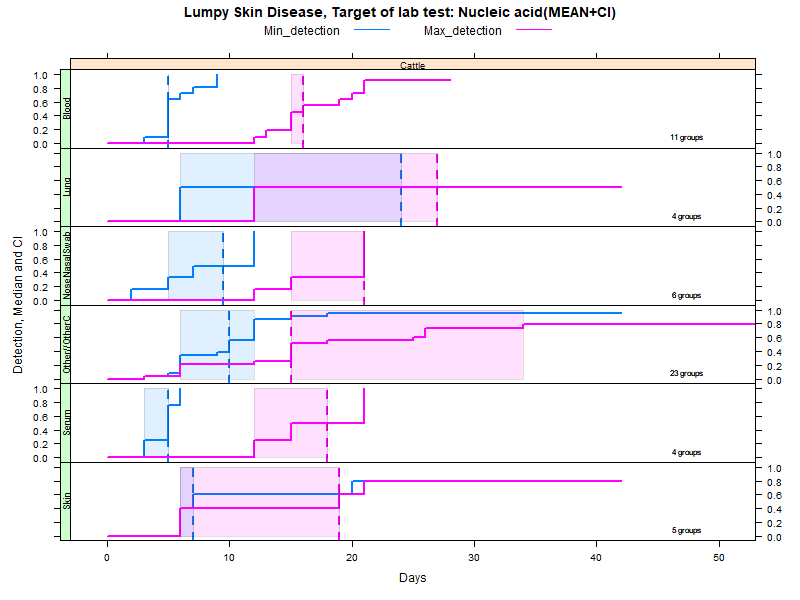 Lumpy Skin Disease, Target of lab test: Nucleic acid(MEAN+CI)
Min_detection Max_detection
Cattle
Detection, Median and CI
Blood
1.0
0.8
0.6
0.4
0.2
0.0
11 groups
Lung
1.0
0.8
0.6
0.4
0.2
0.0
4 groups
NoseNasalSwab
1.0
0.8
0.6
0.4
0.2
0.0
6 groups
Other//OtherC
1.0
0.8
0.6
0.4
0.2
0.0
23 groups
Serum
1.0
0.8
0.6
0.4
0.2
0.0
4 groups
Skin
1.0
0.8
0.6
0.4
0.2
0.0
5 groups
0 10 20 30 40 50
Days